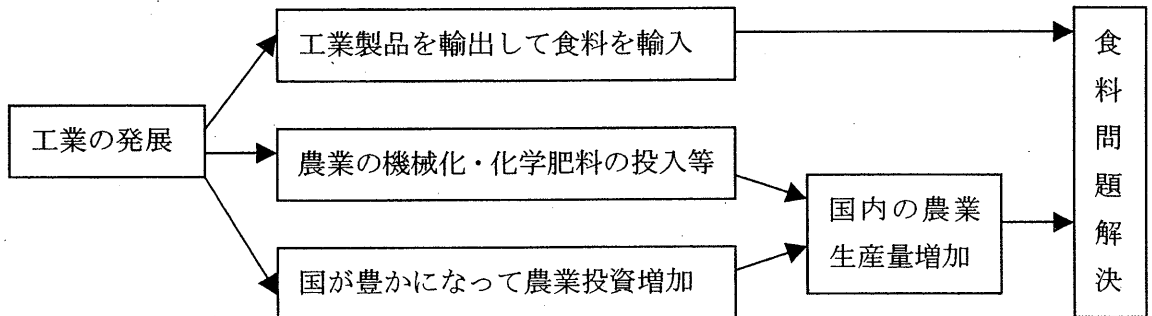 工業の発展
工業製品を輸出して食料を輸入
農業の機械化・化学肥料の投入等
国が豊かになって農業投資増加
国内の農業
生産量増加
食料問題解決